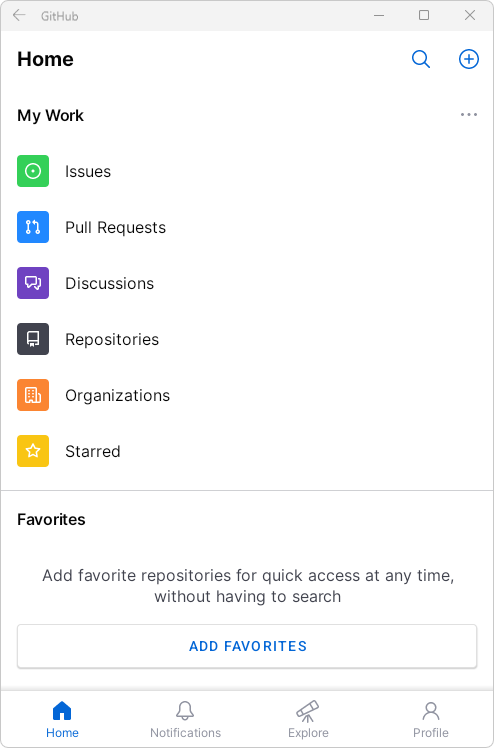 GitHub
Home
My Work
Issues
Pull Requests
Discussions
Repositories
Organizations
Starred
Favorites
Add favorite repositories for quick access at any time,
without having to search
ADD FAVORITES
Home
Notifications
Explore
Profile